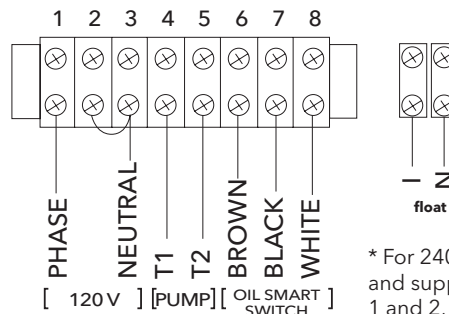 1 2 3 4 5 6 7 8
PHASE NEUTRAL T1 T2 BROWN BLACK WHITE
[ 120 V ] [PUMP] [ OIL SMART SWITCH ]
I N
float
* For 240
and supp
1 and 2.